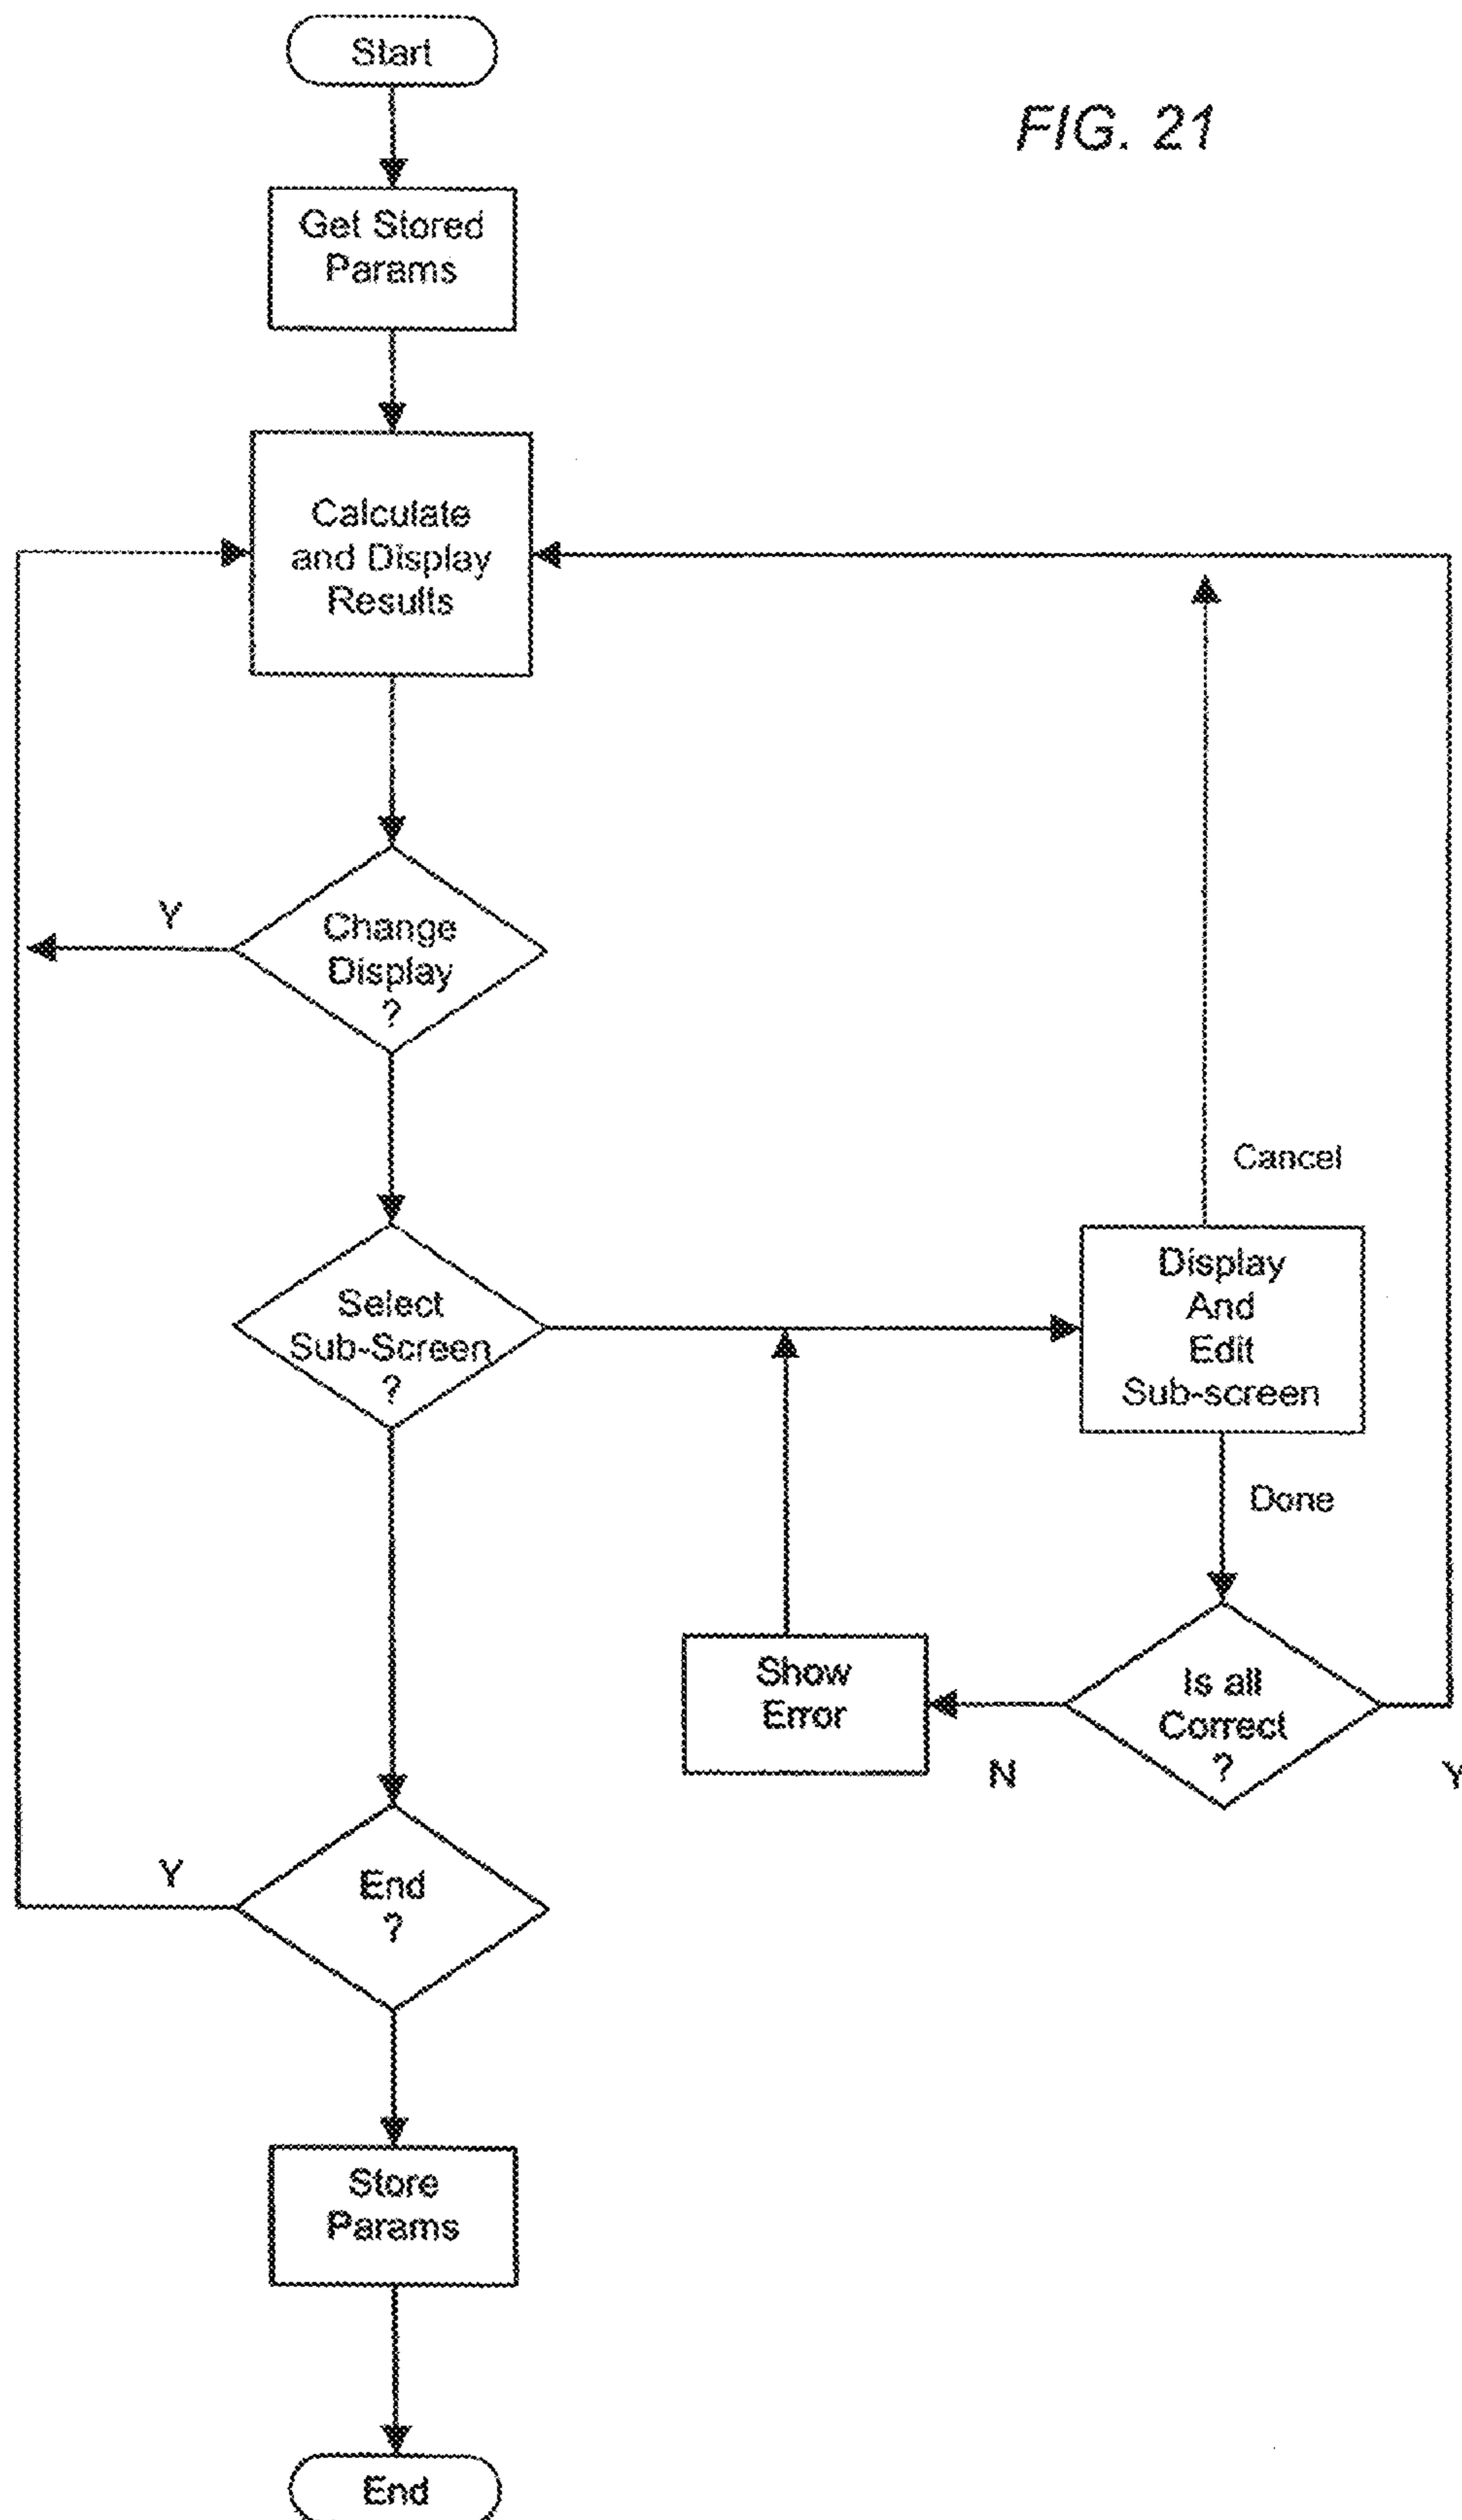 Start
FIG. 21
Get Stored
Params
Calculate
and Display
Results
Y
Change
Display
?
Cancel
Select
Sub-Screen
?
Display
And
Edit
Sub-screen
Done
Show
Error
Is all
Correct
?
N
Y
Y
End
?
Store
Params
End